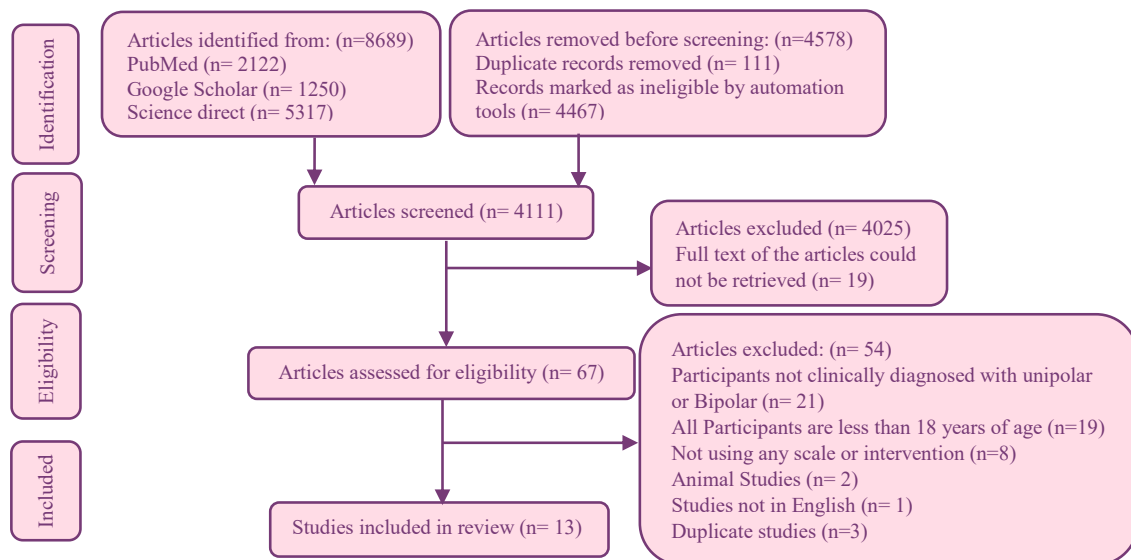 Identification
Articles identified from: (n=8689)
PubMed (n= 2122)
Google Scholar (n= 1250)
Science direct (n= 5317)
Articles removed before screening: (n=4578)
Duplicate records removed (n= 111)
Records marked as ineligible by automation
tools (n= 4467)
Screening
Articles screened (n= 4111)
Articles excluded (n= 4025)
Full text of the articles could
not be retrieved (n= 19)
Eligibility
Articles assessed for eligibility (n= 67)
Articles excluded: (n= 54)
Participants not clinically diagnosed with unipolar
or Bipolar (n= 21)
All Participants are less than 18 years of age (n=19)
Not using any scale or intervention (n=8)
Animal Studies (n= 2)
Studies not in English (n= 1)
Duplicate studies (n=3)
Included
Studies included in review (n= 13)